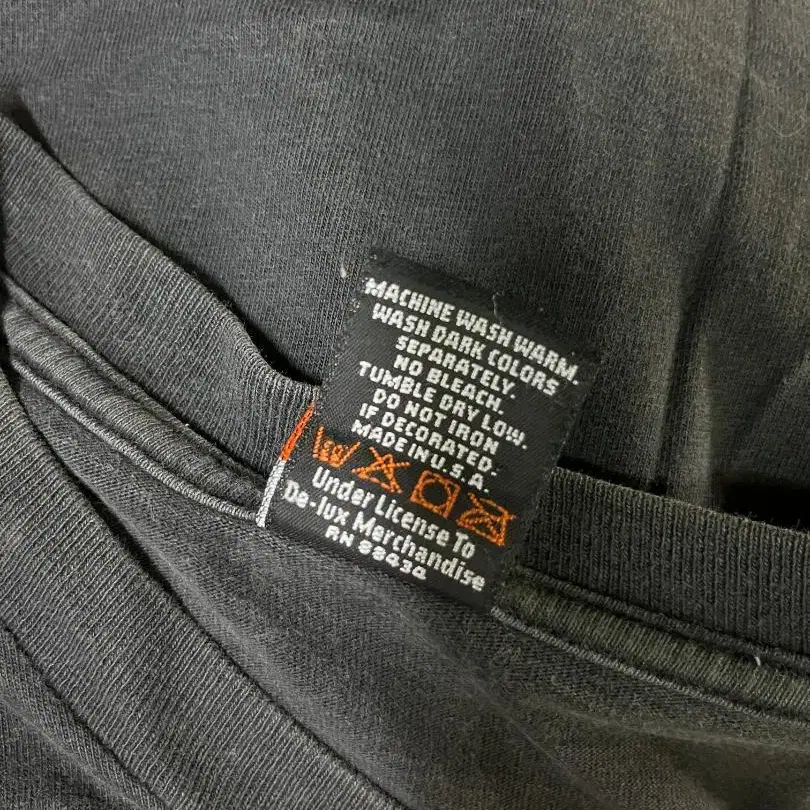 MACHINE WASH WARM.
WASH DARK COLORS
SEPARATELY.
NO BLEACH.
TUMBLE DRY LOW.
DO NOT IRON
IF DECORATED.
MADE IN U.S.A.
Under License To
De-lux Merchandise
RN 88434